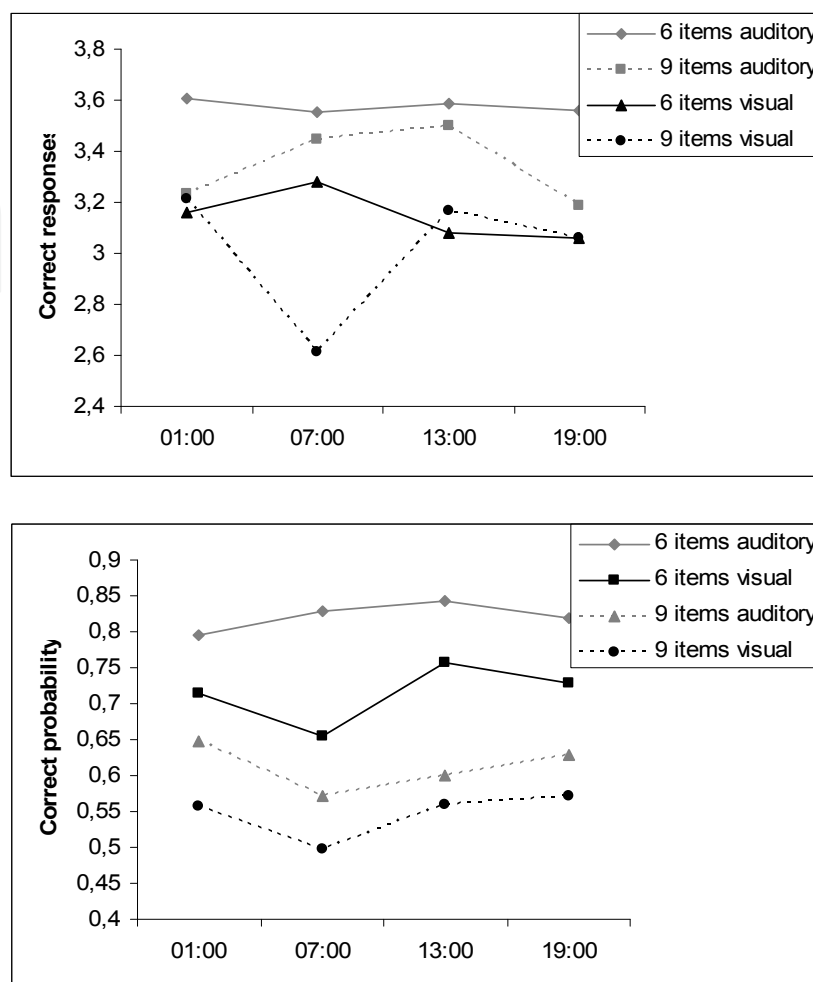 3,8
3,6
3,4
3,2
3
2,8
2,6
2,4
Correct responses
01:00 07:00 13:00 19:00
6 items auditory
9 items auditory
6 items visual
9 items visual
0,9
0,85
0,8
0,75
0,7
0,65
0,6
0,55
0,5
0,45
0,4
Correct probability
01:00 07:00 13:00 19:00
6 items auditory
6 items visual
9 items auditory
9 items visual